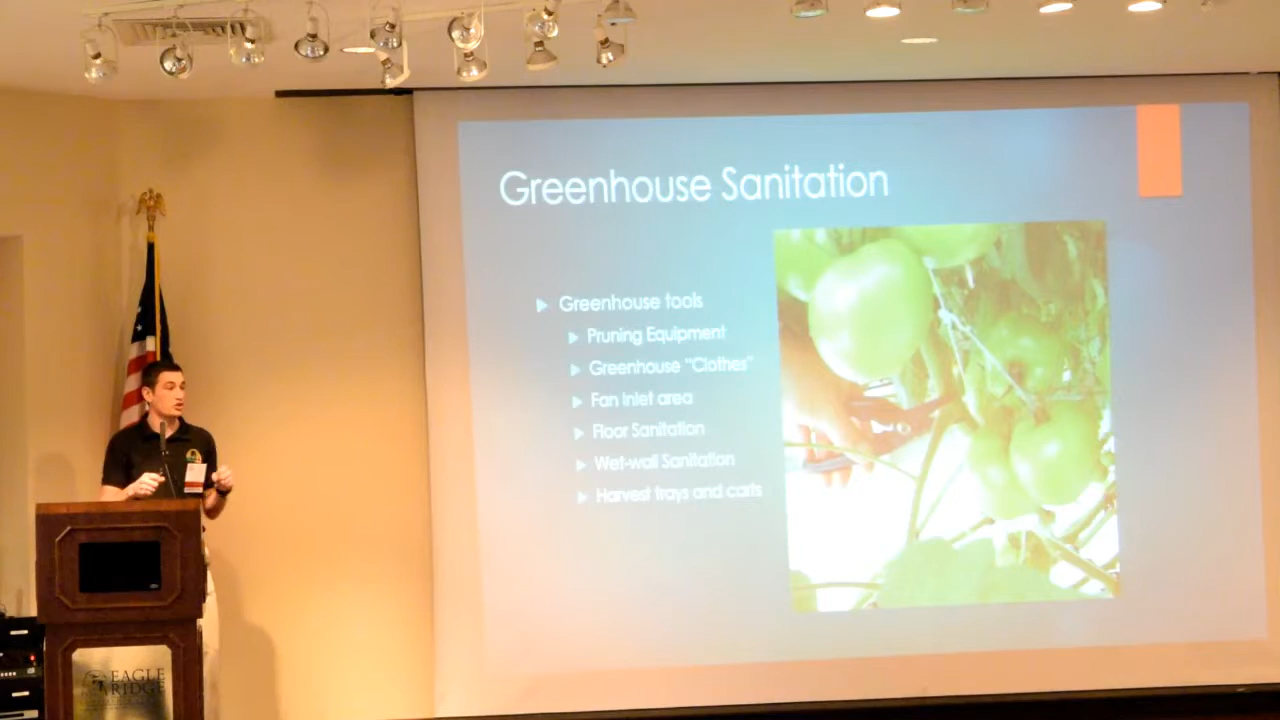 Greenhouse Sanitation
Greenhouse tools
Pruning Equipment
Greenhouse "Clothes"
Fan inlet area
Floor Sanitation
Wet-wall Sanitation
Harvest trays and carts
EAGLE
RIDGE